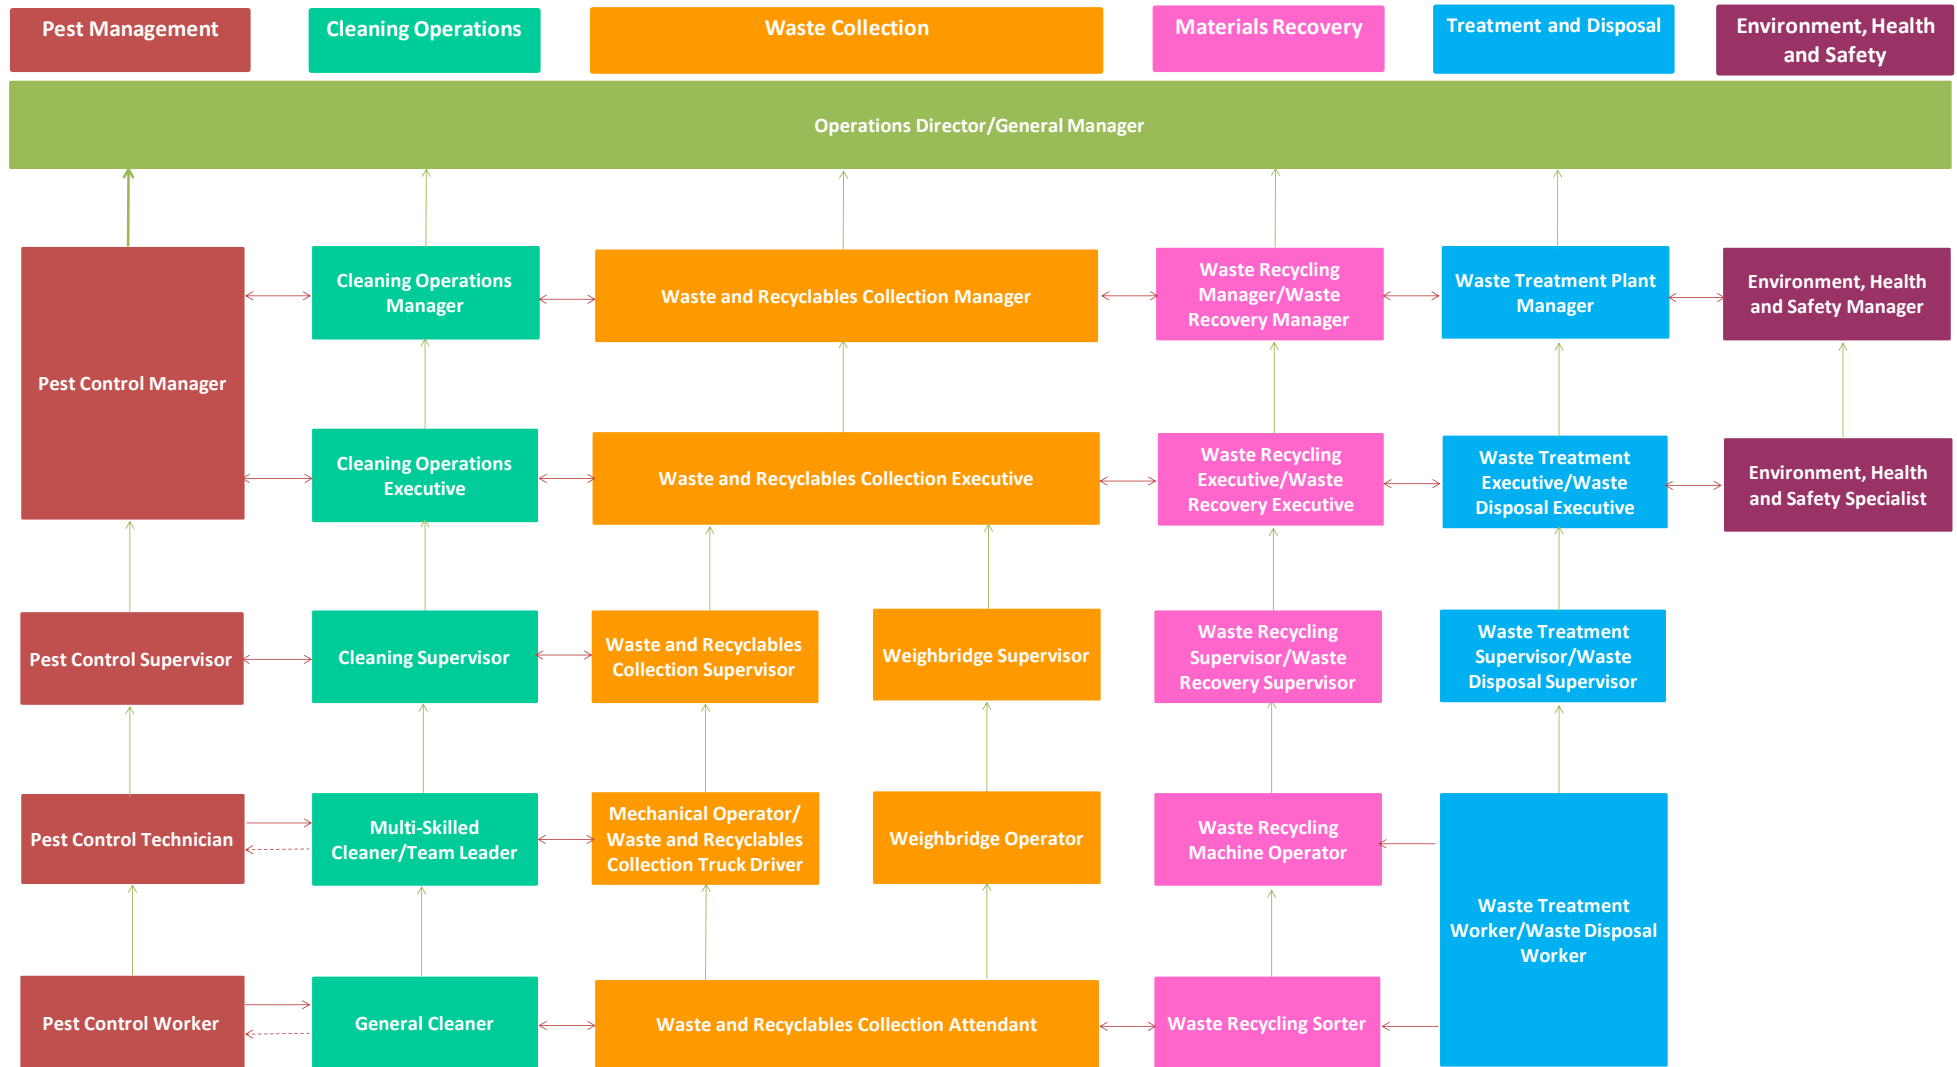 Pest Management
Cleaning Operations
Waste Collection
Materials Recovery
Treatment and Disposal
Environment, Health
and Safety
Operations Director/General Manager
Pest Control Manager
Cleaning Operations
Manager
Waste and Recyclables Collection Manager
Waste Recycling
Manager/Waste
Recovery Manager
Waste Treatment Plant
Manager
Environment, Health
and Safety Manager
Cleaning Operations
Executive
Waste and Recyclables Collection Executive
Waste Recycling
Executive/Waste
Recovery Executive
Waste Treatment
Executive/Waste
Disposal Executive
Environment, Health
and Safety Specialist
Pest Control Supervisor
Cleaning Supervisor
Waste and Recyclables
Collection Supervisor
Weighbridge Supervisor
Waste Recycling
Supervisor/Waste
Recovery Supervisor
Waste Treatment
Supervisor/Waste
Disposal Supervisor
Pest Control Technician
Multi-Skilled
Cleaner/Team Leader
Mechanical Operator/
Waste and Recyclables
Collection Truck Driver
Weighbridge Operator
Waste Recycling
Machine Operator
Waste Treatment
Worker/Waste Disposal
Worker
Pest Control Worker
General Cleaner
Waste and Recyclables Collection Attendant
Waste Recycling Sorter